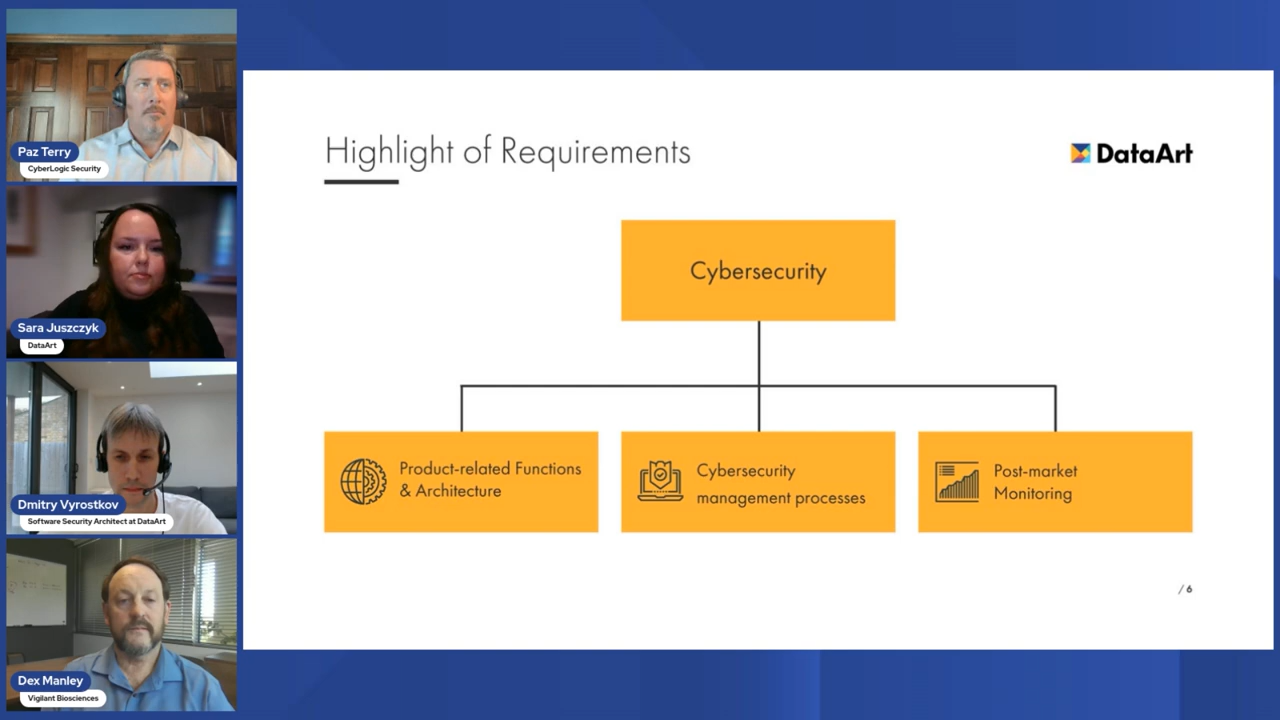 Paz Terry
CyberLogic Security
Sara Juszczyk
DataArt
Dmitry Vyrostkov
Software Security Architect at DataArt
Dex Manley
Vigilant Biosciences
Highlight of Requirements
DataArt
Cybersecurity
Product-related Functions
& Architecture
Cybersecurity
management processes
Post-market
Monitoring
/ 6